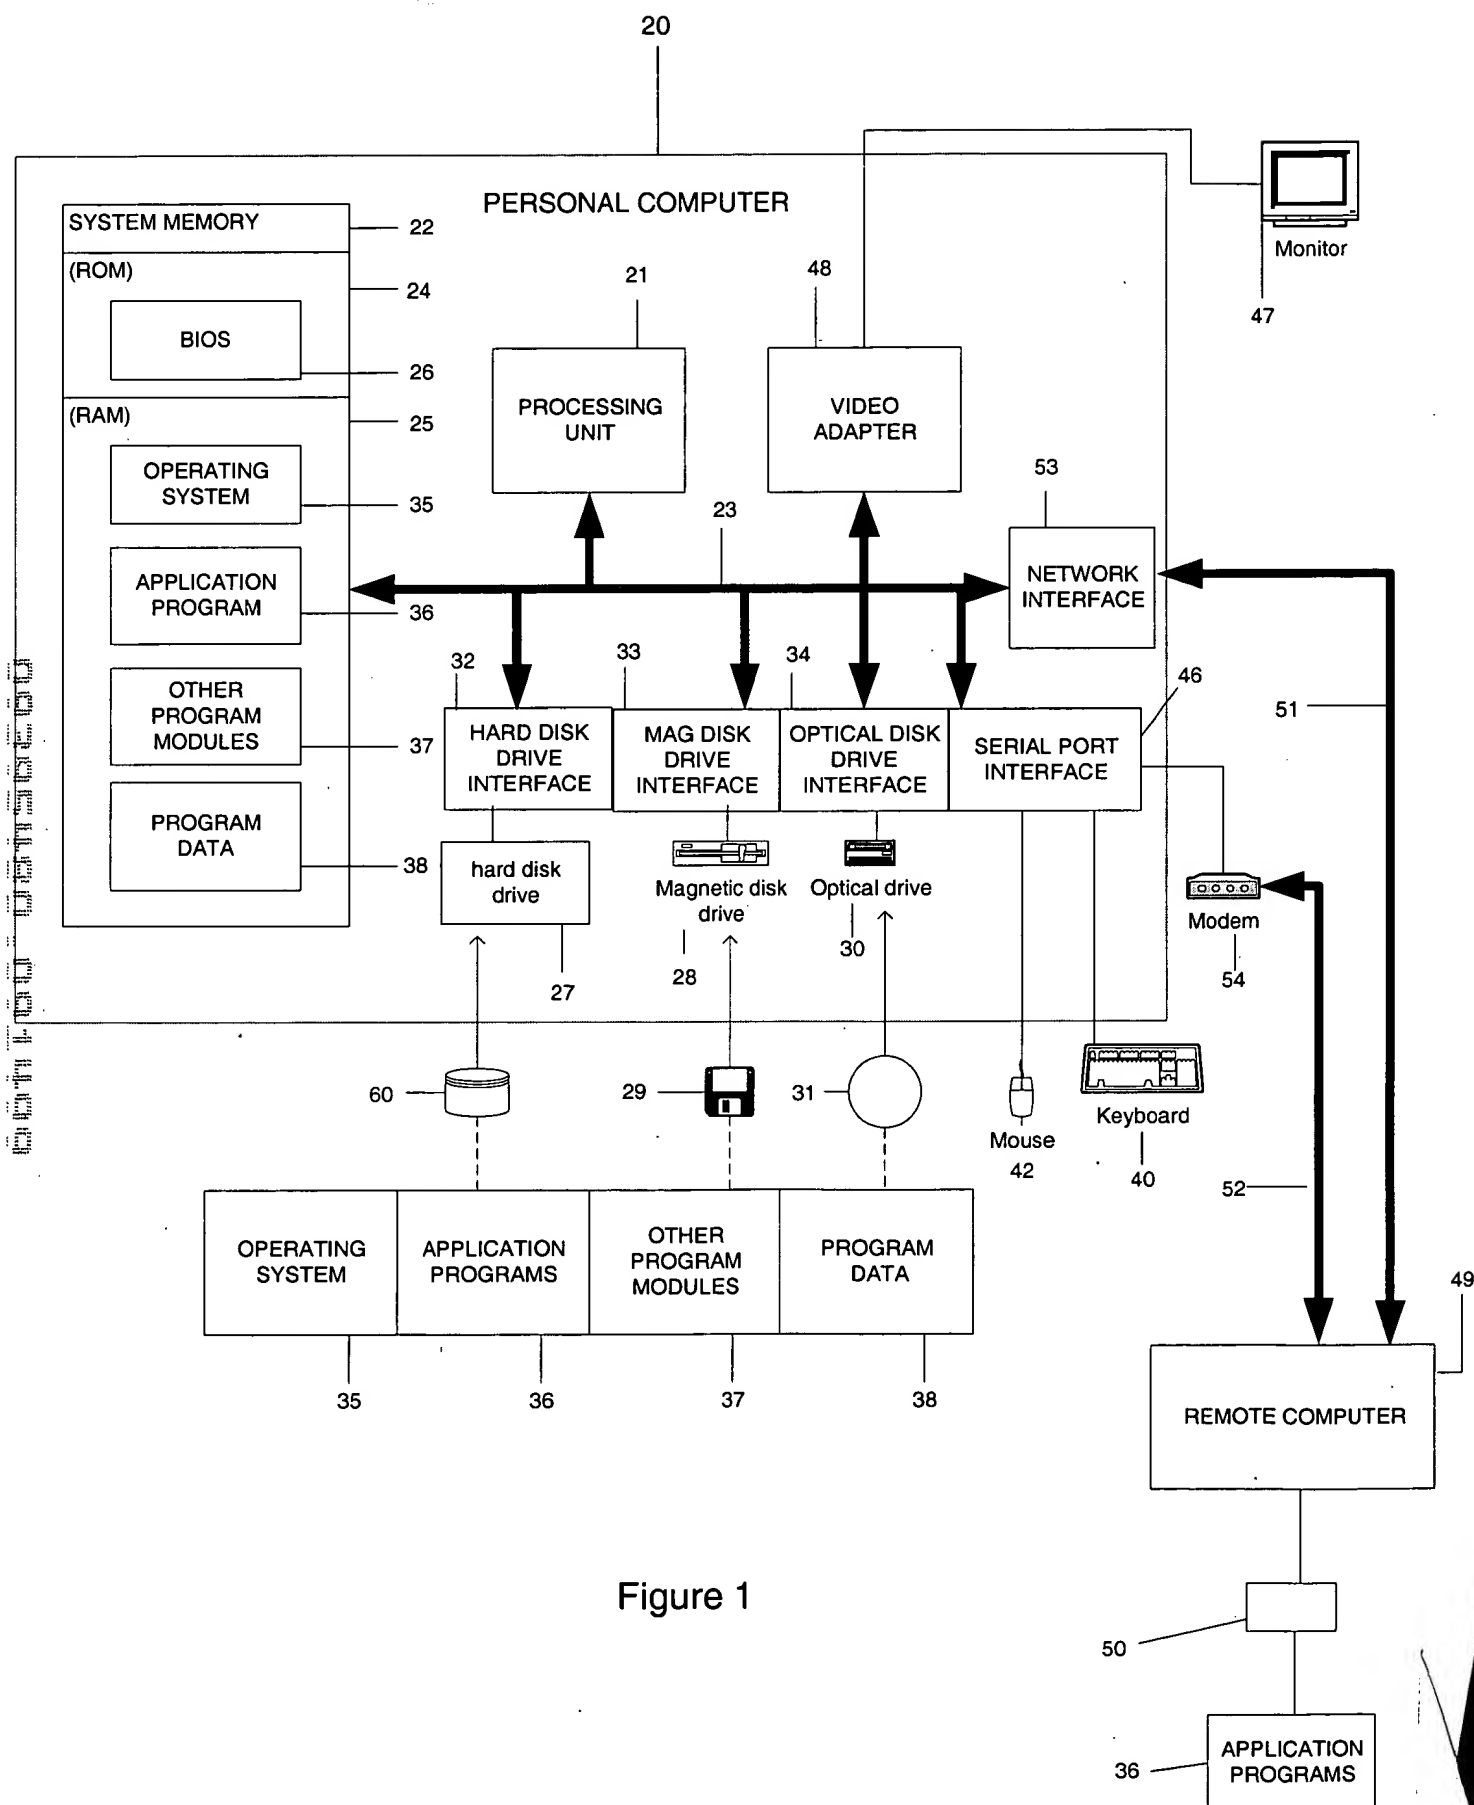 20
PERSONAL COMPUTER
SYSTEM MEMORY
22
(ROM)
24
BIOS
26
(RAM)
25
OPERATING
SYSTEM
35
APPLICATION
PROGRAM
36
OTHER
PROGRAM
MODULES
37
PROGRAM
DATA
38
21
PROCESSING
UNIT
48
VIDEO
ADAPTER
Monitor
47
23
53
NETWORK
INTERFACE
32
HARD DISK
DRIVE
INTERFACE
33
MAG DISK
DRIVE
INTERFACE
34
OPTICAL DISK
DRIVE
INTERFACE
46
SERIAL PORT
INTERFACE
51
hard disk
drive
27
Magnetic disk
drive
28
Optical drive
30
Modem
54
60
29
31
Mouse
42
Keyboard
40
52
OPERATING
SYSTEM
APPLICATION
PROGRAMS
OTHER
PROGRAM
MODULES
PROGRAM
DATA
35
36
37
38
49
REMOTE COMPUTER
Figure 1
50
36
APPLICATION
PROGRAMS